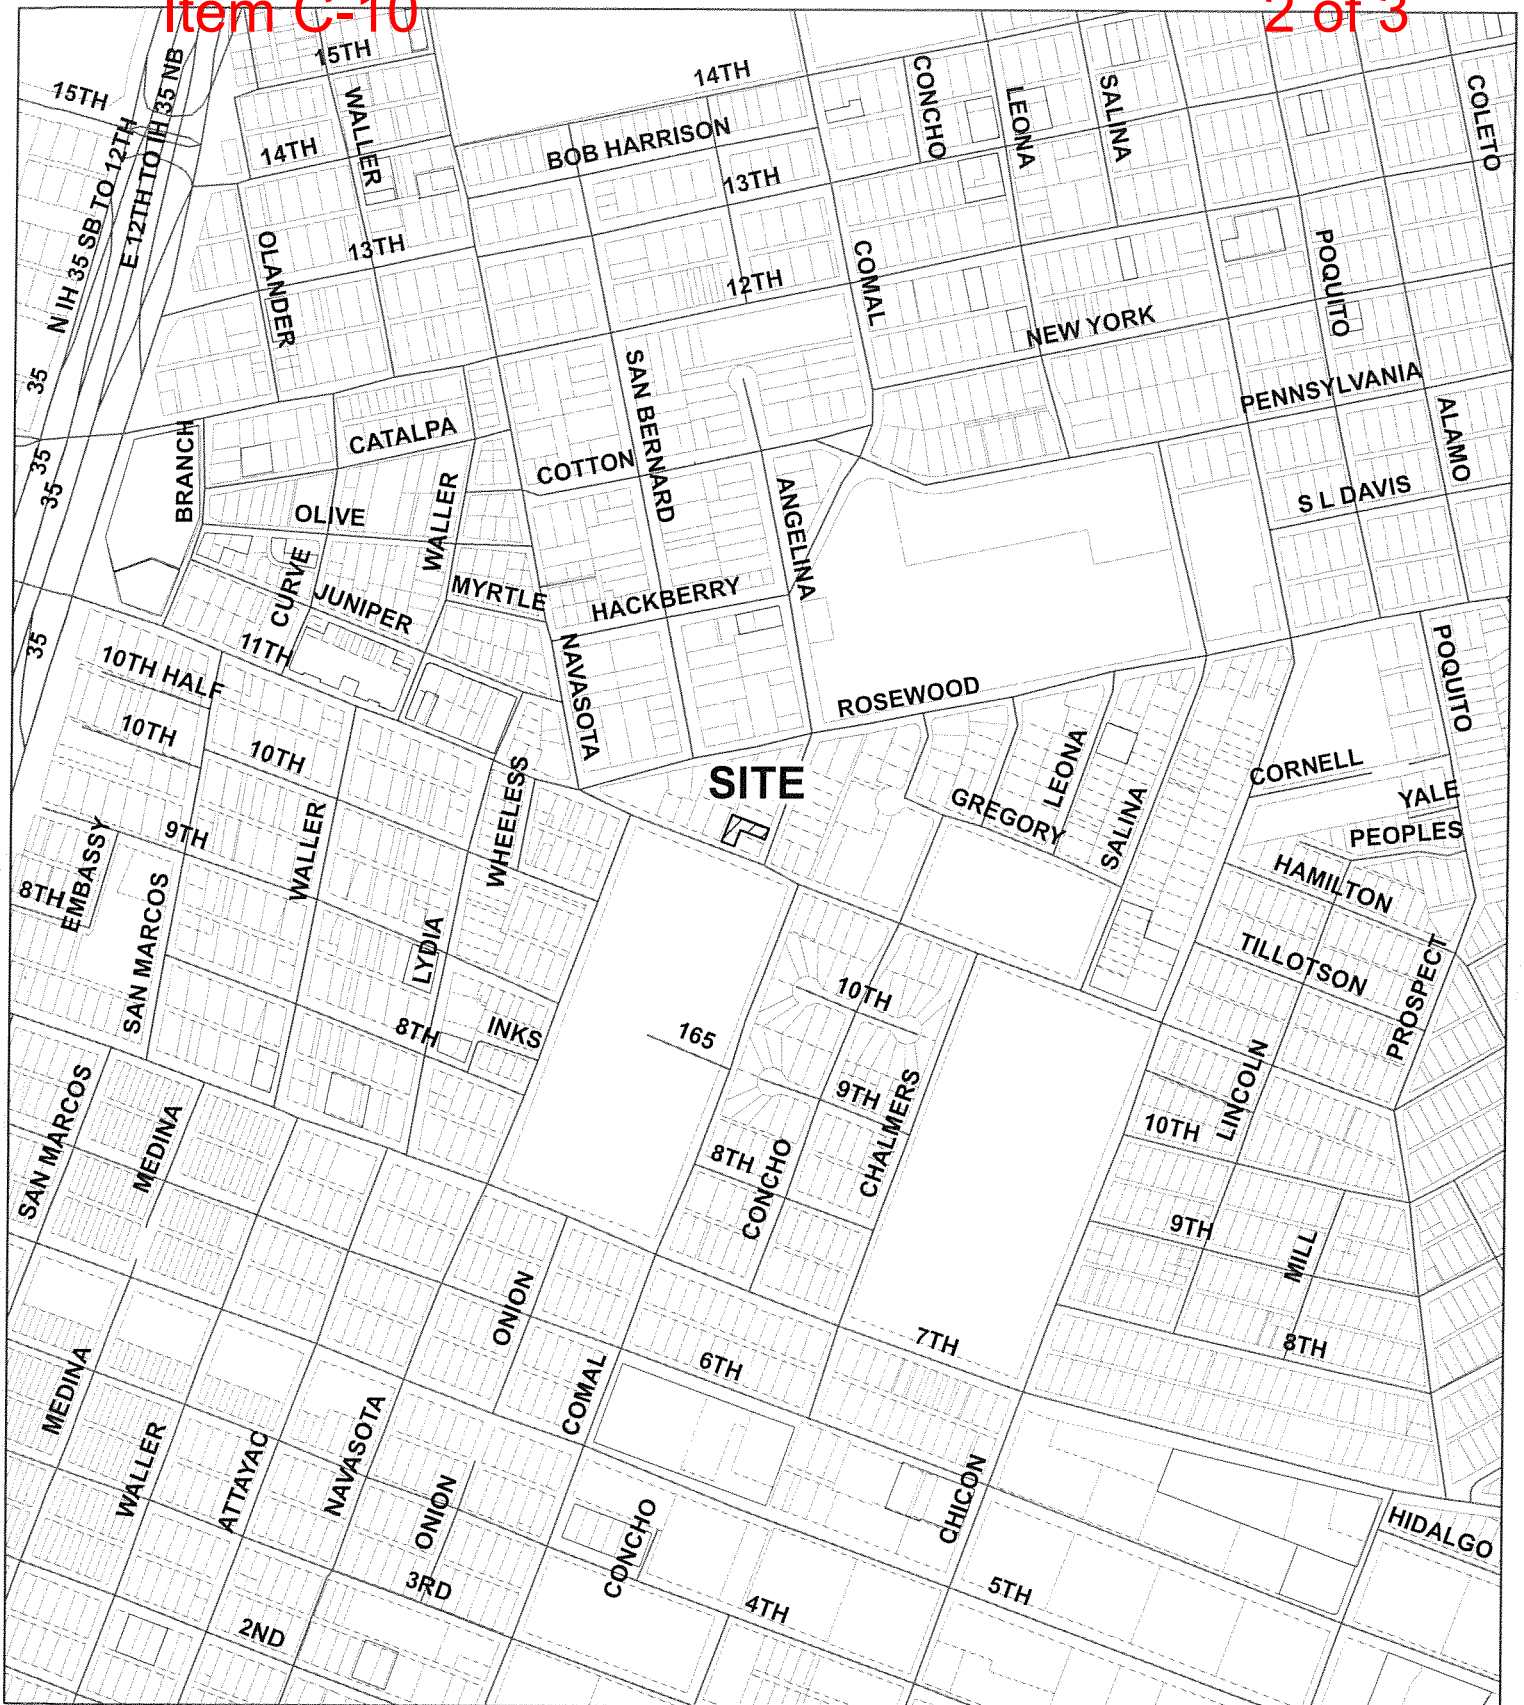 Item C-10
2 of 3
15TH
15TH
14TH
CONCHO
LEONA
SALINA
COLETO
WALLER
N IH 35 SB TO 12TH
E 12TH TO IH 35 NB
14TH
BOB HARRISON
13TH
OLANDER
13TH
12TH
COMAL
NEW YORK
POQUITO
35
SAN BERNARD
PENNSYLVANIA
ALAMO
CATALPA
BRANCH
COTTON
35
35
WALLER
ANGELINA
S L DAVIS
OLIVE
CURVE
JUNIPER
MYRTLE
HACKBERRY
35
11TH
10TH HALF
NAVASOTA
ROSEWOOD
POQUITO
10TH
10TH
WHEELESS
SITE
LEONA
CORNELL
YALE
GREGORY
SALINA
PEOPLES
EMBASSY
9TH
WALLER
8TH
HAMILTON
SAN MARCOS
LYDIA
TILLOTSON
PROSPECT
10TH
8TH
INKS
165
SAN MARCOS
MEDINA
9TH
CHALMERS
LINCOLN
10TH
8TH
CONCHO
9TH
MILL
ONION
7TH
8TH
MEDINA
6TH
COMAL
WALLER
ATTAYAC
NAVASOTA
ONION
CONCHO
CHICON
HIDALGO
3RD
4TH
5TH
2ND